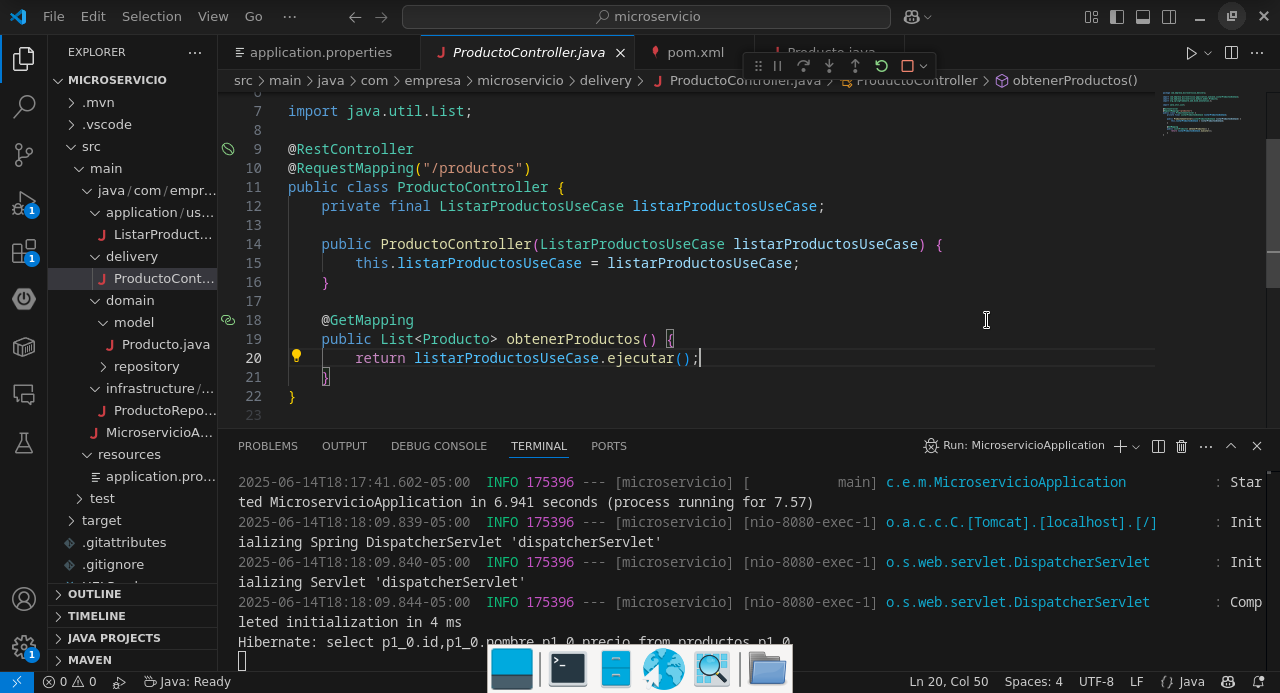 File Edit Selection View Go ···
microservicio
EXPLORER ···
MICROSERVICIO
.mvn
.vscode
src
main
java/com/empr...
application/us...
ListarProduct...
delivery
ProductoCont...
domain
model
Producto.java
repository
infrastructure/...
ProductoRepo...
MicroservicioA...
resources
application.pro...
test
target
.gitattributes
.gitignore
OUTLINE
TIMELINE
JAVA PROJECTS
MAVEN
1
1
1
application.properties
ProductoController.java
pom.xml
Producto.java
src > main > java > com > empresa > microservicio > delivery > ProductoController.java > ProductoController > obtenerProductos()
7 import java.util.List;
8
9 @RestController
10 @RequestMapping("/productos")
11 public class ProductoController {
12 private final ListarProductosUseCase listarProductosUseCase;
13
14 public ProductoController(ListarProductosUseCase listarProductosUseCase) {
15 this.listarProductosUseCase = listarProductosUseCase;
16 }
17
18 @GetMapping
19 public List<Producto> obtenerProductos() {
20 return listarProductosUseCase.ejecutar();
21 }
22 }
23
PROBLEMS OUTPUT DEBUG CONSOLE TERMINAL PORTS
Run: MicroservicioApplication
2025-06-14T18:17:41.602-05:00 INFO 175396 --- [microservicio] [ main] c.e.m.MicroservicioApplication : Star
ted MicroservicioApplication in 6.941 seconds (process running for 7.57)
2025-06-14T18:18:09.839-05:00 INFO 175396 --- [microservicio] [nio-8080-exec-1] o.a.c.c.C.[Tomcat].[localhost].[/] : Init
ializing Spring DispatcherServlet 'dispatcherServlet'
2025-06-14T18:18:09.840-05:00 INFO 175396 --- [microservicio] [nio-8080-exec-1] o.s.web.servlet.DispatcherServlet : Init
ializing Servlet 'dispatcherServlet'
2025-06-14T18:18:09.844-05:00 INFO 175396 --- [microservicio] [nio-8080-exec-1] o.s.web.servlet.DispatcherServlet : Comp
leted initialization in 4 ms
Hibernate: select p1_0.id,p1_0.nombre,p1_0.precio from productos p1_0
0 0 Java: Ready
Ln 20, Col 50 Spaces: 4 UTF-8 LF {} Java